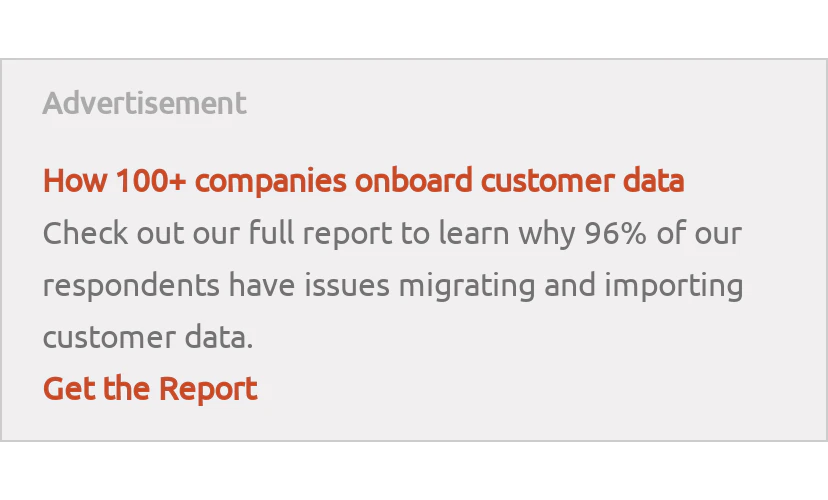 Advertisement
How 100+ companies onboard customer data
Check out our full report to learn why 96% of our
respondents have issues migrating and importing
customer data.
Get the Report